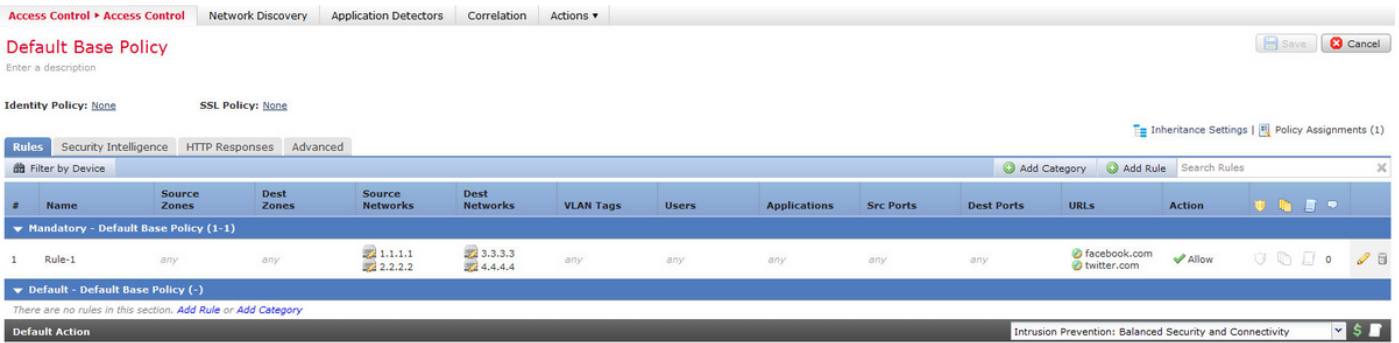 Access Control ▸ Access Control Network Discovery Application Detectors Correlation Actions ▾
Default Base Policy
Save Cancel
Enter a description
Identity Policy: None SSL Policy: None
Inheritance Settings | Policy Assignments (1)
Rules Security Intelligence HTTP Responses Advanced
Filter by Device Add Category Add Rule Search Rules
# Name Source Zones Dest Zones Source Networks Dest Networks VLAN Tags Users Applications Src Ports Dest Ports URLs Action
Mandatory - Default Base Policy (1-1)
1 Rule-1 any any 1.1.1.1 3.3.3.3 any any any any any facebook.com Allow 0
2.2.2.2 4.4.4.4 twitter.com
Default - Default Base Policy (-)
There are no rules in this section. Add Rule or Add Category
Default Action Intrusion Prevention: Balanced Security and Connectivity $